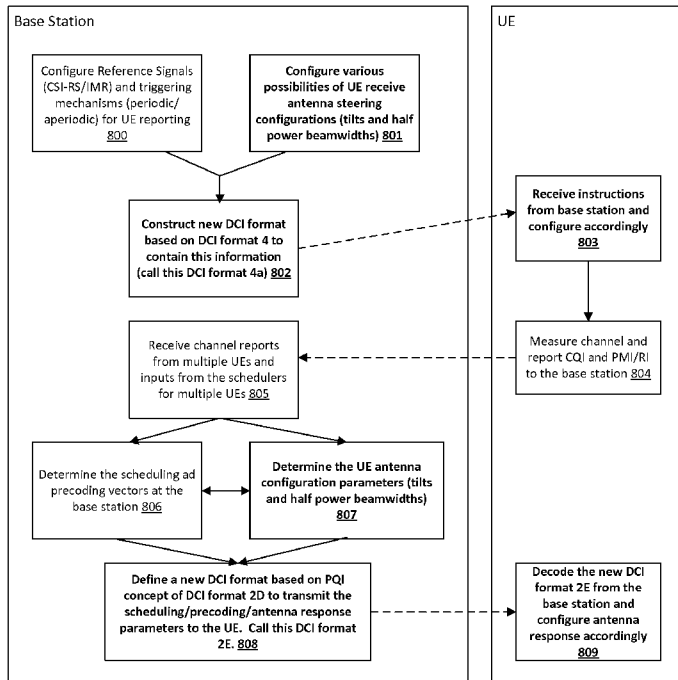 Base Station
UE
Configure Reference Signals
(CSI-RS/IMR) and triggering
mechanisms (periodic/
aperiodic) for UE reporting
800
Configure various
possibilities of UE receive
antenna steering
configurations (tilts and half
power beamwidths) 801
Construct new DCI format
based on DCI format 4 to
contain this information
(call this DCI format 4a) 802
Receive instructions
from base station and
configure accordingly
803
Receive channel reports
from multiple UEs and
inputs from the schedulers
for multiple UEs 805
Measure channel and
report CQI and PMI/RI
to the base station 804
Determine the scheduling ad
precoding vectors at the
base station 806
Determine the UE antenna
configuration parameters (tilts
and half power beamwidths)
807
Define a new DCI format based on PQI
concept of DCI format 2D to transmit the
scheduling/precoding/antenna response
parameters to the UE. Call this DCI format
2E. 808
Decode the new DCI
format 2E from the
base station and
configure antenna
response accordingly
809